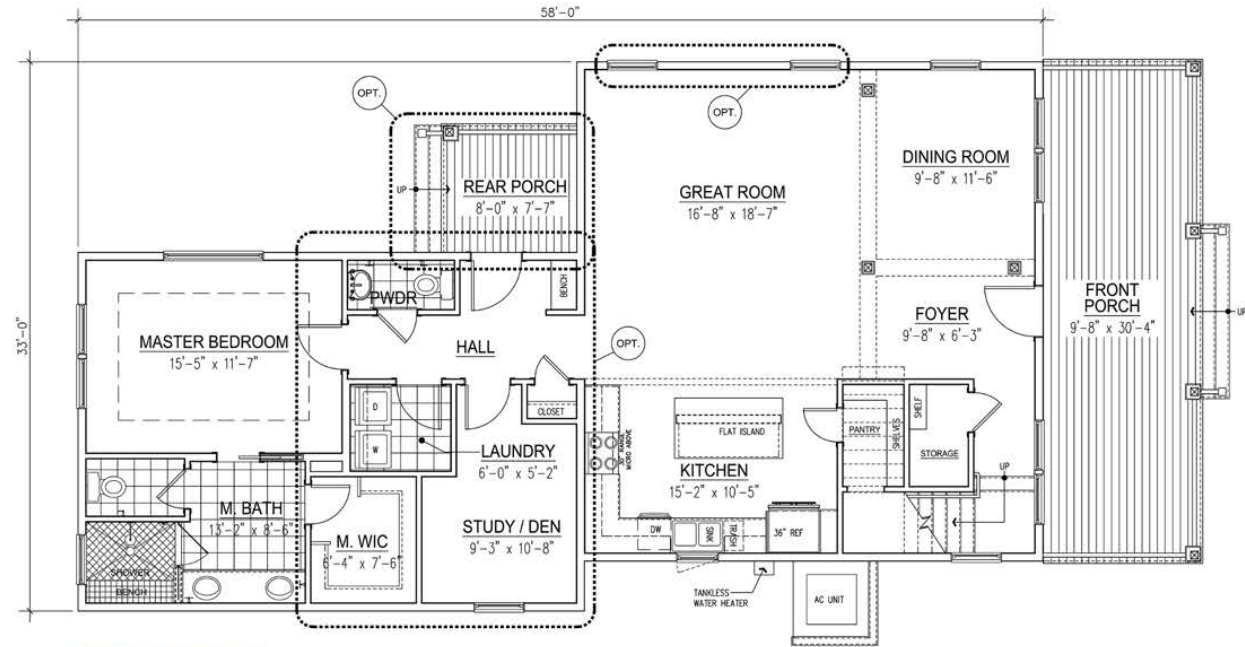 58'-0"
33'-0"
OPT.
OPT.
OPT.
UP
REAR PORCH
8'-0" x 7'-7"
GREAT ROOM
16'-8" x 18'-7"
DINING ROOM
9'-8" x 11'-6"
FRONT
PORCH
9'-8" x 30'-4"
UP
FOYER
9'-8" x 6'-3"
PWDR
BENCH
MASTER BEDROOM
15'-5" x 11'-7"
HALL
CLOSET
D
W
LAUNDRY
6'-0" x 5'-2"
30" RANGE
MICRO ABOVE
FLAT ISLAND
KITCHEN
15'-2" x 10'-5"
PANTRY
SHELVES
SHELF
STORAGE
UP
M. BATH
13'-2" x 8'-6"
M. WIC
6'-4" x 7'-6"
STUDY / DEN
9'-3" x 10'-8"
SHOWER
BENCH
DW
SINK
TRASH
36" REF
TANKLESS
WATER HEATER
AC UNIT